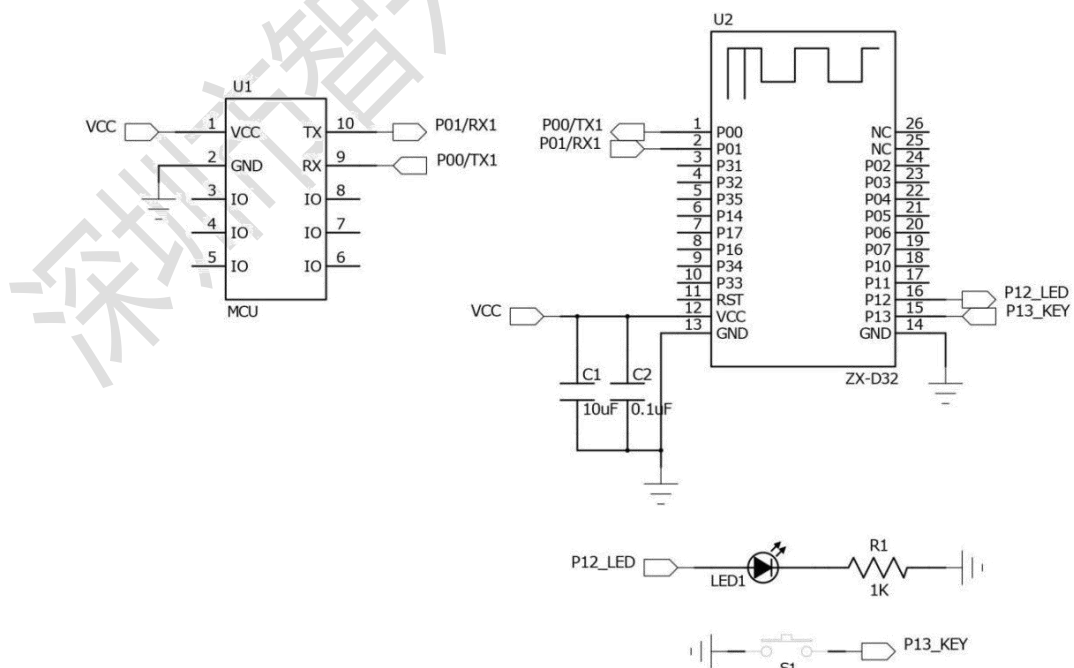 深圳市智
U2
U1
VCC
1
VCC
TX
10
P01/RX1
2
GND
RX
9
P00/TX1
3
IO
IO
8
4
IO
IO
7
5
IO
IO
6
MCU
P00/TX1
1
P00
NC
26
P01/RX1
2
P01
NC
25
3
P31
P02
24
4
P32
P03
23
5
P35
P04
22
6
P14
P05
21
7
P17
P06
20
8
P16
P07
19
9
P34
P10
18
10
P33
P11
17
11
RST
P12
16
P12_LED
VCC
12
VCC
P13
15
P13_KEY
13
GND
GND
14
ZX-D32
C1
C2
10uF
0.1uF
P12_LED
LED1
R1
1K
P13_KEY
S1